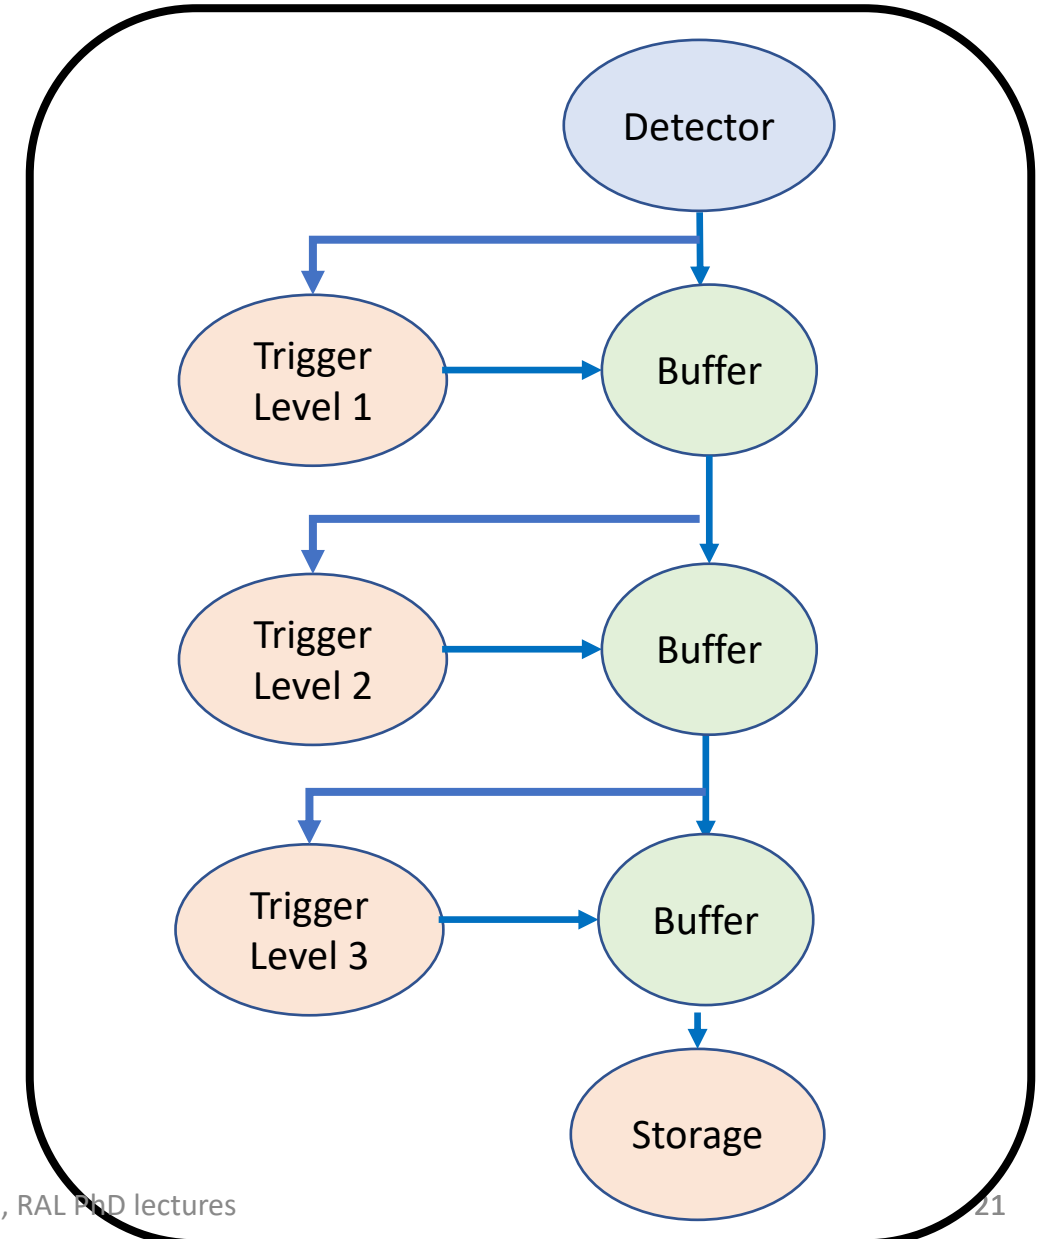 Detector
Trigger
Level 1
Buffer
Trigger
Level 2
Buffer
Trigger
Level 3
Buffer
Storage
, RAL PhD lectures
21